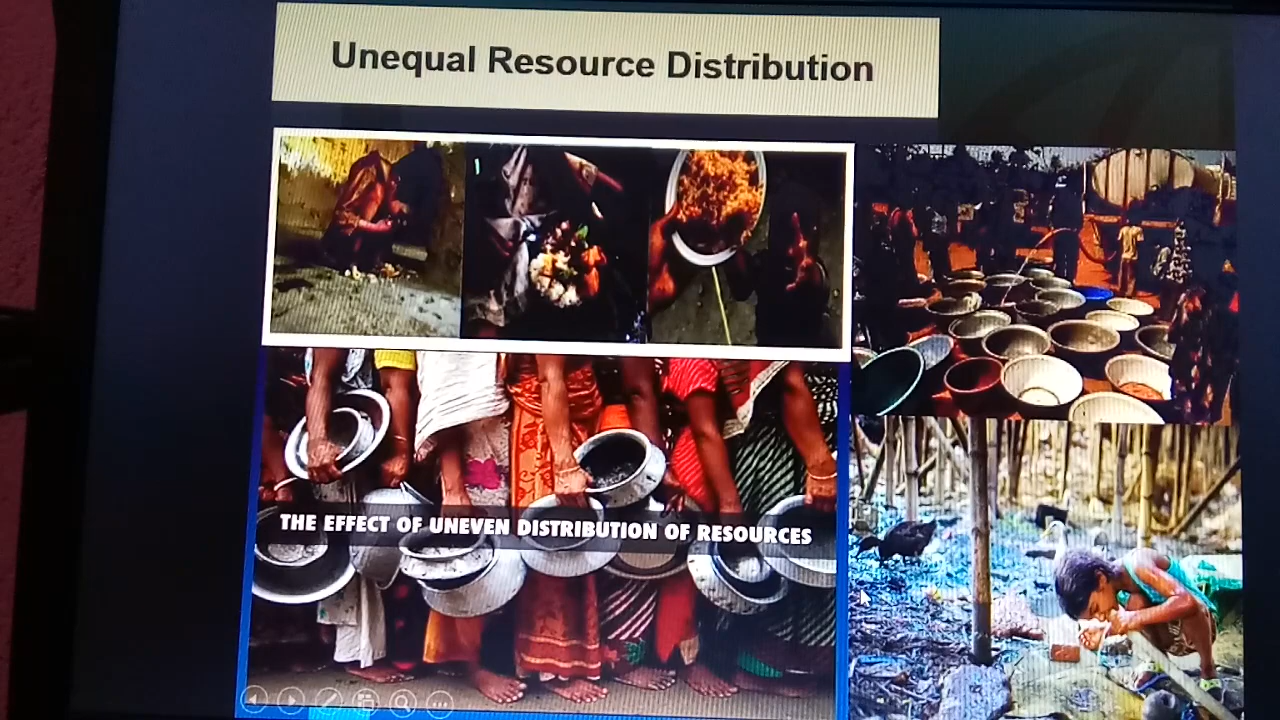 Unequal Resource Distribution
THE EFFECT OF UNEVEN DISTRIBUTION OF RESOURCES